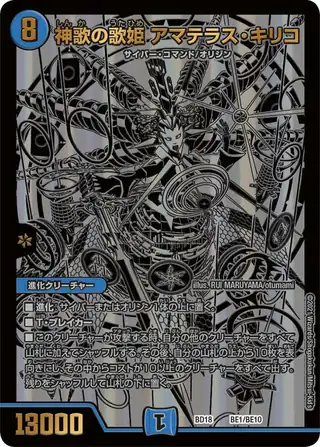 8
しんか うたひめ
神歌の歌姫 アマテラス・キリコ
サイバー・コマンド/オリジン
illus. RUI MARUYAMA/otumami
進化クリーチャー
■進化:サイバーまたはオリジン1体の上に置く。
■T・ブレイカー
■このクリーチャーが攻撃する時、自分の他のクリーチャーをすべて
山札に加えてシャッフルする。その後、自分の山札の上から10枚を表
向きにし、その中からコストが10以上のクリーチャーをすべて出す。
残りをシャッフルして山札の下に置く。
13000
BD18
BE1/BE10